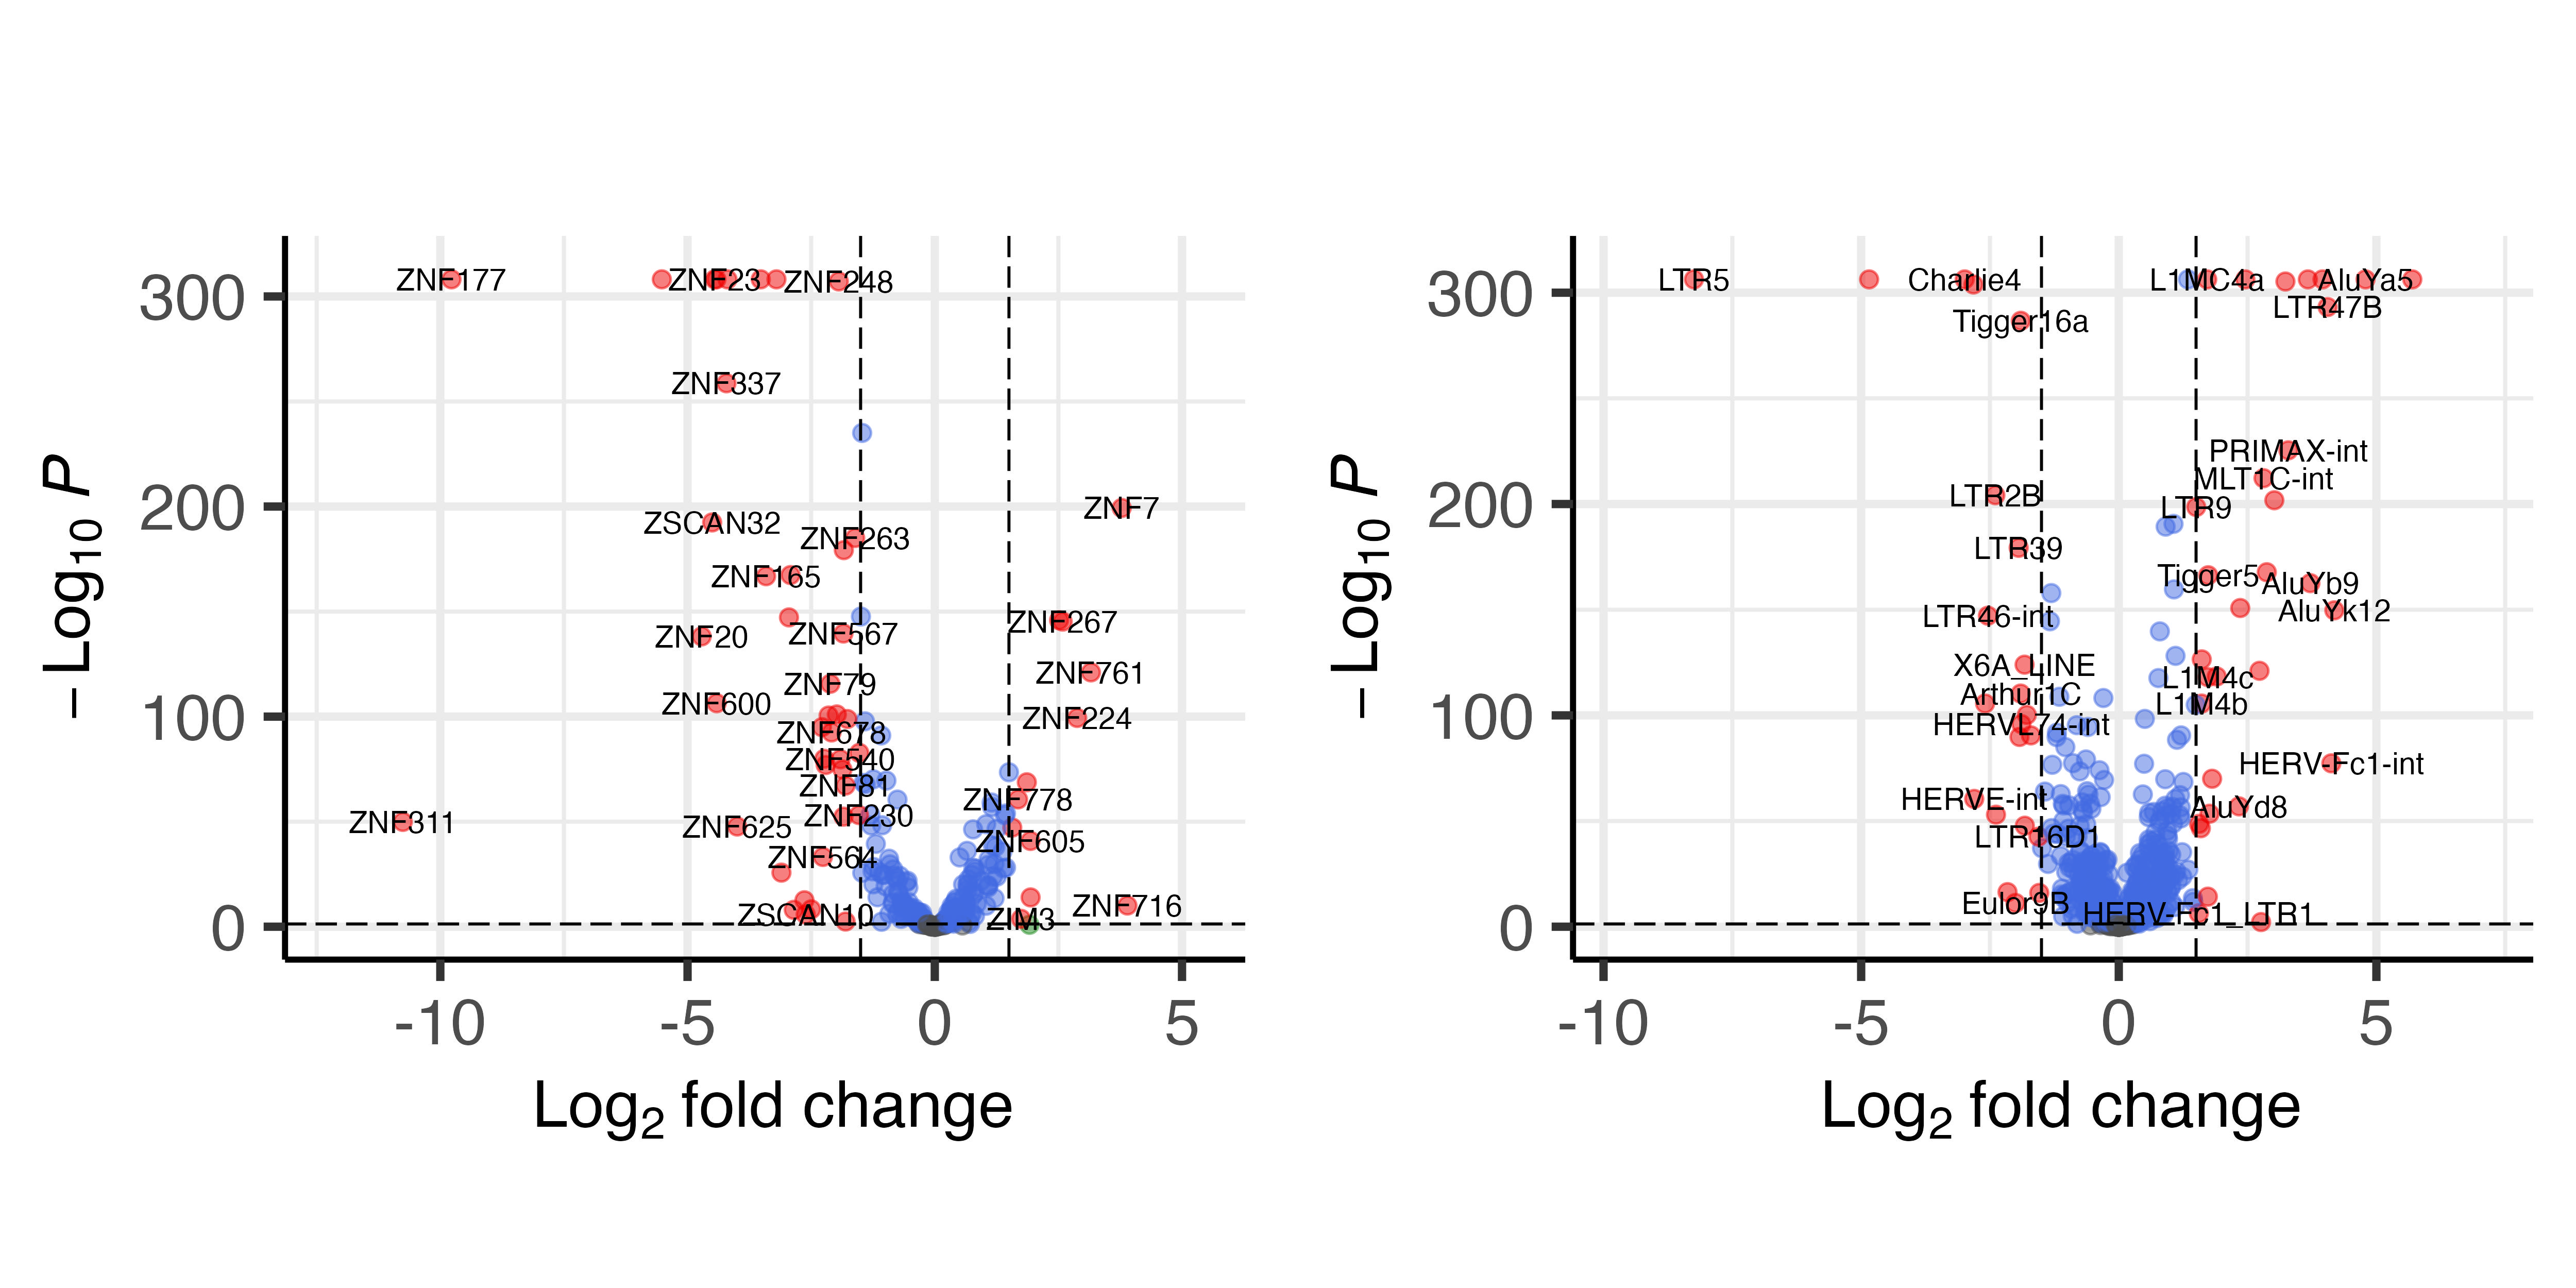 ZNF177
ZNF23
ZNF248
ZNF337
ZNF7
ZSCAN32
ZNF263
ZNF165
ZNF267
ZNF20
ZNF567
ZNF761
ZNF79
ZNF600
ZNF224
ZNF678
ZNF540
ZNF81
ZNF778
ZNF230
ZNF311
ZNF625
ZNF605
ZNF564
ZNF716
ZSCAN10
ZIM3
300
200
100
0
-10
-5
0
5
− Log10 P
Log2 fold change
LTR5
Charlie4
L1MC4a
AluYa5
LTR47B
Tigger16a
PRIMAX-int
MLT1C-int
LTR2B
LTR9
LTR39
Tigger5
AluYb9
LTR46-int
AluYk12
X6A_LINE
L1M4c
Arthur1C
L1M4b
HERVL74-int
HERV-Fc1-int
HERVE-int
AluYd8
LTR16D1
Eulor9B
HERV-Fc1_LTR1
300
200
100
0
-10
-5
0
5
− Log10 P
Log2 fold change